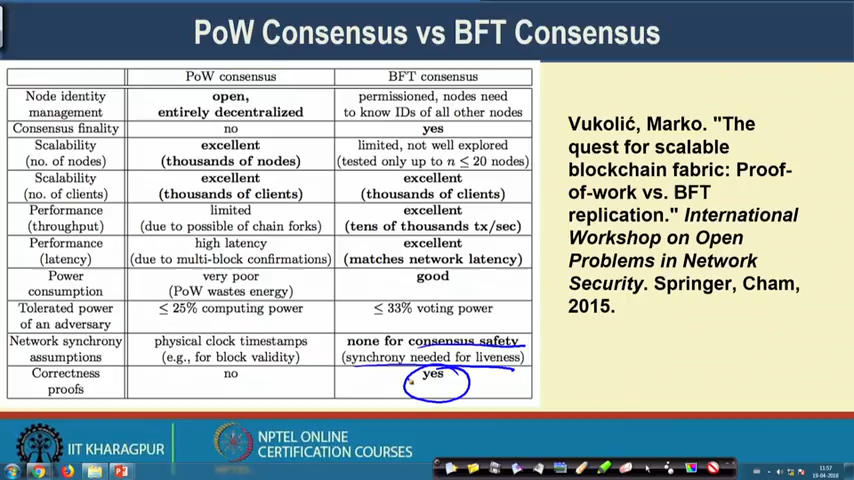 PoW Consensus vs BFT Consensus
PoW consensus BFT consensus
Node identity management open, entirely decentralized permissioned, nodes need to know IDs of all other nodes
Consensus finality no yes
Scalability (no. of nodes) excellent (thousands of nodes) limited, not well explored (tested only up to n ≤ 20 nodes)
Scalability (no. of clients) excellent (thousands of clients) excellent (thousands of clients)
Performance (throughput) limited (due to possible of chain forks) excellent (tens of thousands tx/sec)
Performance (latency) high latency (due to multi-block confirmations) excellent (matches network latency)
Power consumption very poor (PoW wastes energy) good
Tolerated power of an adversary ≤ 25% computing power ≤ 33% voting power
Network synchrony assumptions physical clock timestamps (e.g., for block validity) none for consensus safety (synchrony needed for liveness)
Correctness proofs no yes
Vukolić, Marko. "The
quest for scalable
blockchain fabric: Proof-
of-work vs. BFT
replication." International
Workshop on Open
Problems in Network
Security. Springer, Cham,
2015.
IIT KHARAGPUR
NPTEL ONLINE
CERTIFICATION COURSES
11:57
19-04-2018